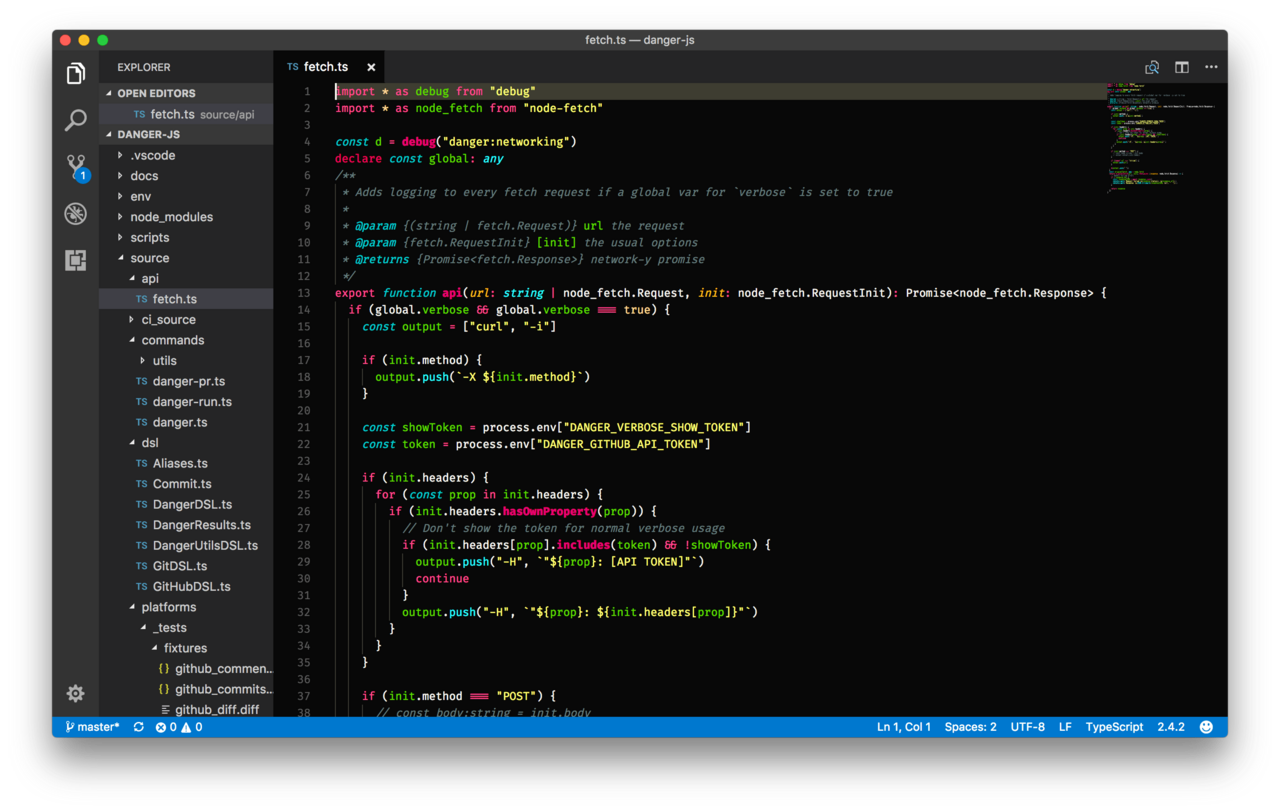 fetch.ts — danger-js
EXPLORER
OPEN EDITORS
TS fetch.ts source/api
DANGER-JS
.vscode
docs
env
node_modules
scripts
source
api
TS fetch.ts
ci_source
commands
utils
TS danger-pr.ts
TS danger-run.ts
TS danger.ts
dsl
TS Aliases.ts
TS Commit.ts
TS DangerDSL.ts
TS DangerResults.ts
TS DangerUtilsDSL.ts
TS GitDSL.ts
TS GitHubDSL.ts
platforms
_tests
fixtures
{} github_commen...
{} github_commits...
github_diff.diff
1
TS fetch.ts ×
1 import * as debug from "debug"
2 import * as node_fetch from "node-fetch"
3
4 const d = debug("danger:networking")
5 declare const global: any
6 /**
7 * Adds logging to every fetch request if a global var for `verbose` is set to true
8 *
9 * @param {(string | fetch.Request)} url the request
10 * @param {fetch.RequestInit} [init] the usual options
11 * @returns {Promise<fetch.Response>} network-y promise
12 */
13 export function api(url: string | node_fetch.Request, init: node_fetch.RequestInit): Promise<node_fetch.Response> {
14 if (global.verbose && global.verbose === true) {
15 const output = ["curl", "-i"]
16
17 if (init.method) {
18 output.push(`-X ${init.method}`)
19 }
20
21 const showToken = process.env["DANGER_VERBOSE_SHOW_TOKEN"]
22 const token = process.env["DANGER_GITHUB_API_TOKEN"]
23
24 if (init.headers) {
25 for (const prop in init.headers) {
26 if (init.headers.hasOwnProperty(prop)) {
27 // Don't show the token for normal verbose usage
28 if (init.headers[prop].includes(token) && !showToken) {
29 output.push("-H", `"${prop}: [API TOKEN]"`)
30 continue
31 }
32 output.push("-H", `"${prop}: ${init.headers[prop]}"`)
33 }
34 }
35 }
36
37 if (init.method === "POST") {
38 // const body:string = init.body
master* 0 0 Ln 1, Col 1 Spaces: 2 UTF-8 LF TypeScript 2.4.2